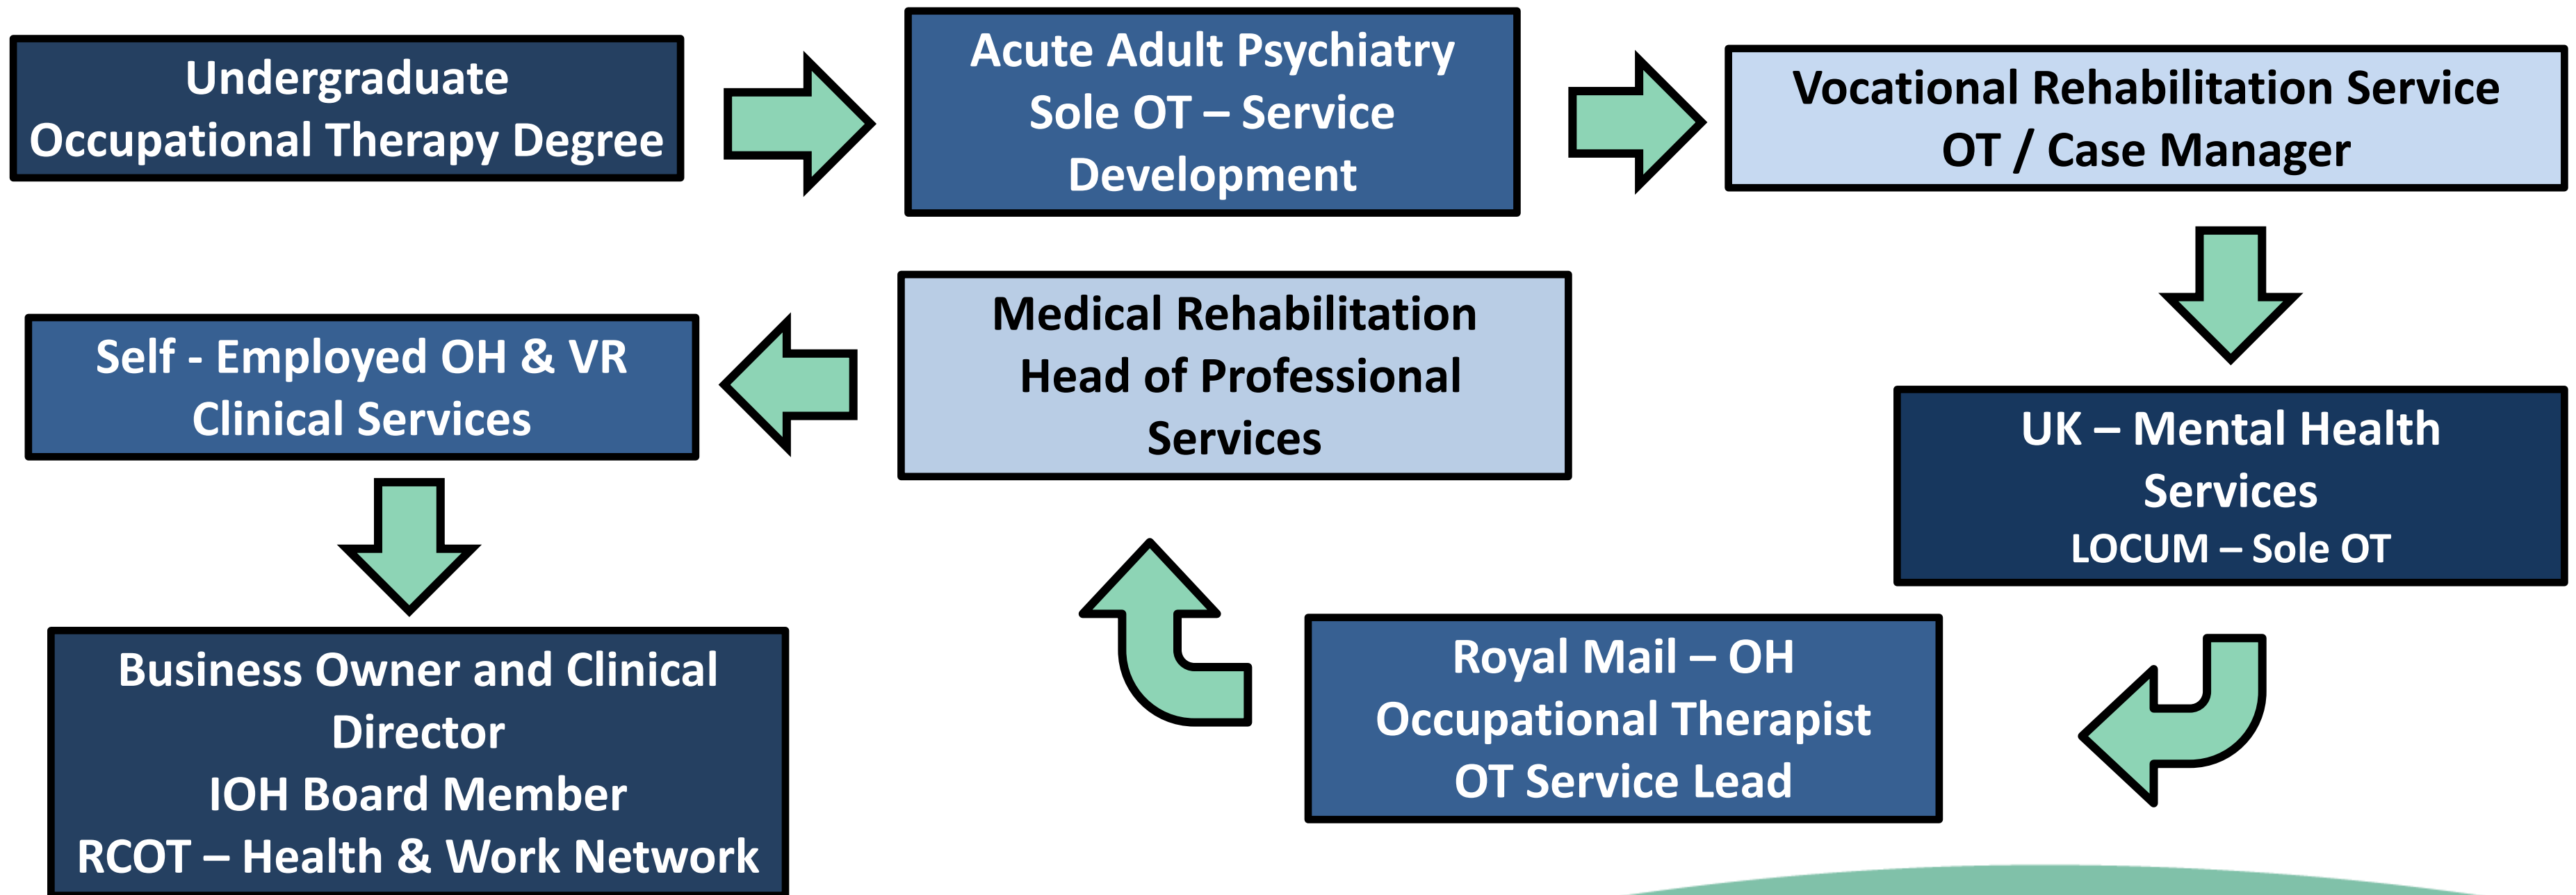 Undergraduate
Occupational Therapy Degree
Acute Adult Psychiatry
Sole OT – Service
Development
Vocational Rehabilitation Service
OT / Case Manager
UK – Mental Health
Services
LOCUM – Sole OT
Royal Mail – OH
Occupational Therapist
OT Service Lead
Medical Rehabilitation
Head of Professional
Services
Self - Employed OH & VR
Clinical Services
Business Owner and Clinical
Director
IOH Board Member
RCOT – Health & Work Network